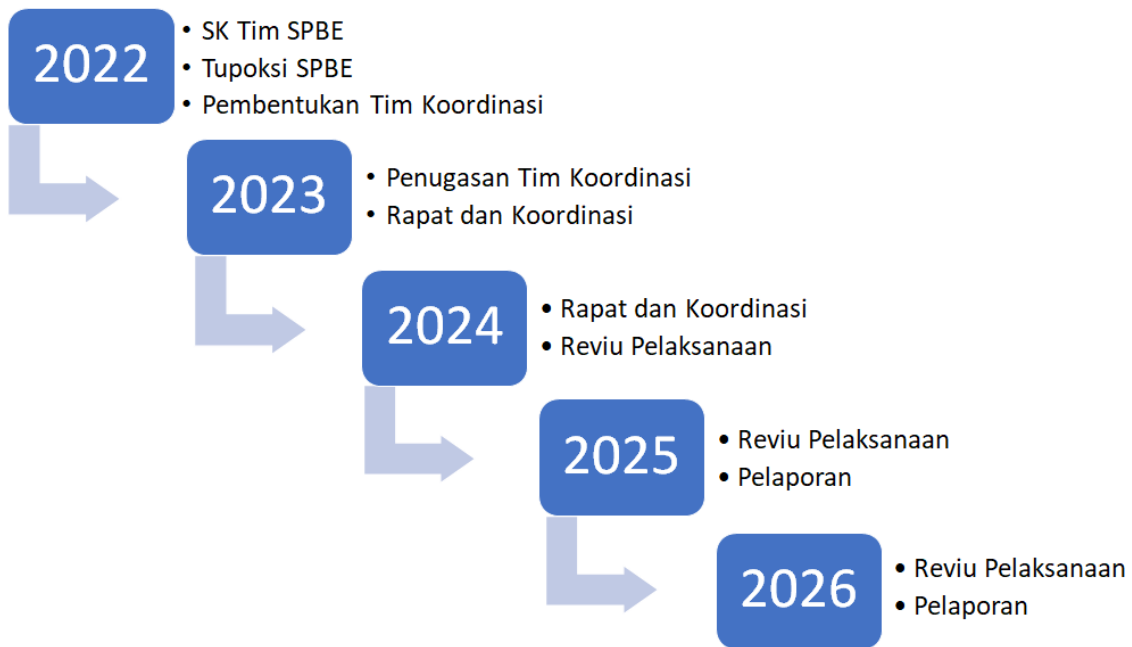 2022
• SK Tim SPBE
• Tupoksi SPBE
• Pembentukan Tim Koordinasi
2023
• Penugasan Tim Koordinasi
• Rapat dan Koordinasi
2024
• Rapat dan Koordinasi
• Reviu Pelaksanaan
2025
• Reviu Pelaksanaan
• Pelaporan
2026
• Reviu Pelaksanaan
• Pelaporan